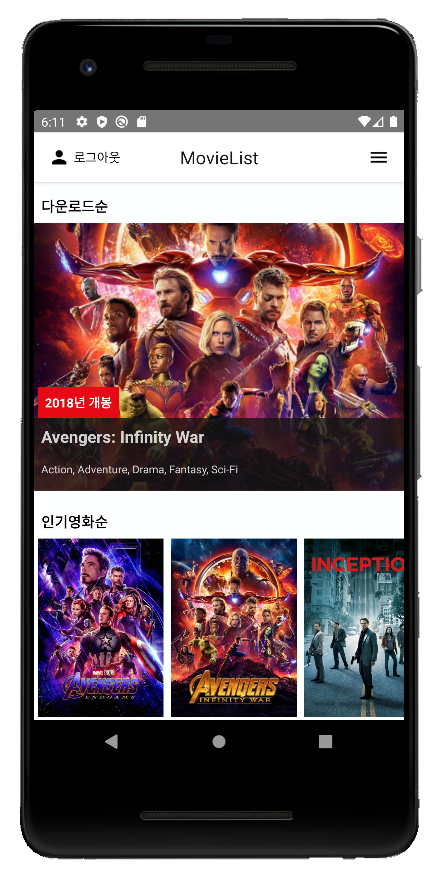 6:11
로그아웃
MovieList
다운로드순
2018년 개봉
Avengers: Infinity War
Action, Adventure, Drama, Fantasy, Sci-Fi
인기영화순
AVENGERS
ENDGAME
AVENGERS
INFINITY WAR
INCEPTIO